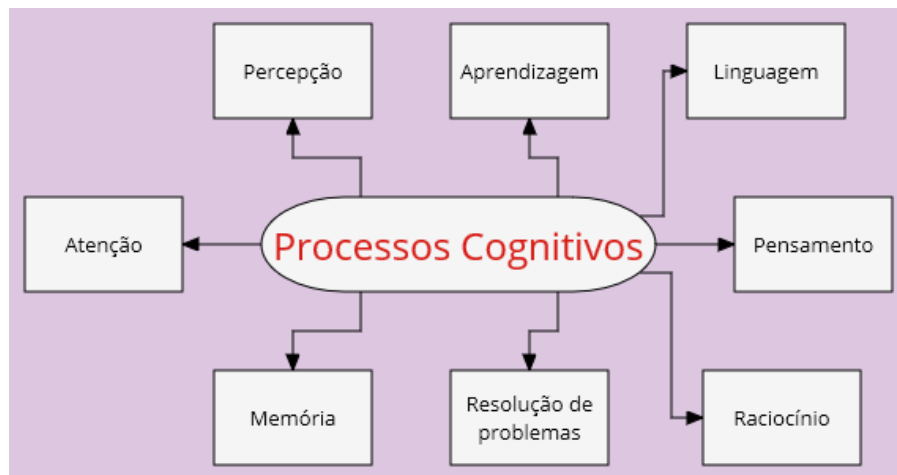 Percepção
Aprendizagem
Linguagem
Atenção
Processos Cognitivos
Pensamento
Memória
Resolução de
problemas
Raciocínio